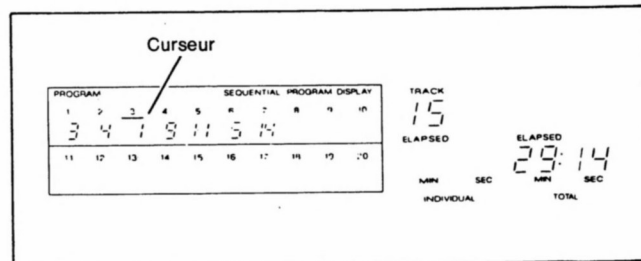 Curseur
PROGRAM SEQUENTIAL PROGRAM DISPLAY
1 2 3 4 5 6 7 8 9 10
3 4 1 9 11 5 14
11 12 13 14 15 16 17 18 19 20
TRACK
15
ELAPSED ELAPSED
29:14
MIN SEC MIN SEC
INDIVIDUAL TOTAL